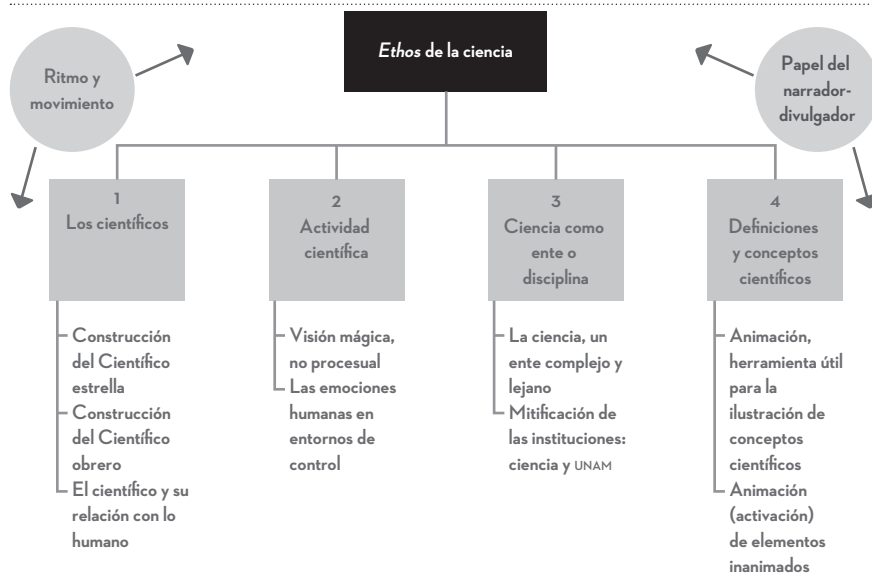 Ethos de la ciencia
Ritmo y
movimiento
Papel del
narrador-
divulgador
1
Los científicos
2
Actividad
científica
3
Ciencia como
ente o
disciplina
4
Definiciones
y conceptos
científicos
Construcción
del Científico
estrella
Construcción
del Científico
obrero
El científico y su
relación con lo
humano
Visión mágica,
no procesual
Las emociones
humanas en
entornos de
control
La ciencia, un
ente complejo y
lejano
Mitificación de
las instituciones:
ciencia y UNAM
Animación,
herramienta útil
para la
ilustración de
conceptos
científicos
Animación
(activación)
de elementos
inanimados